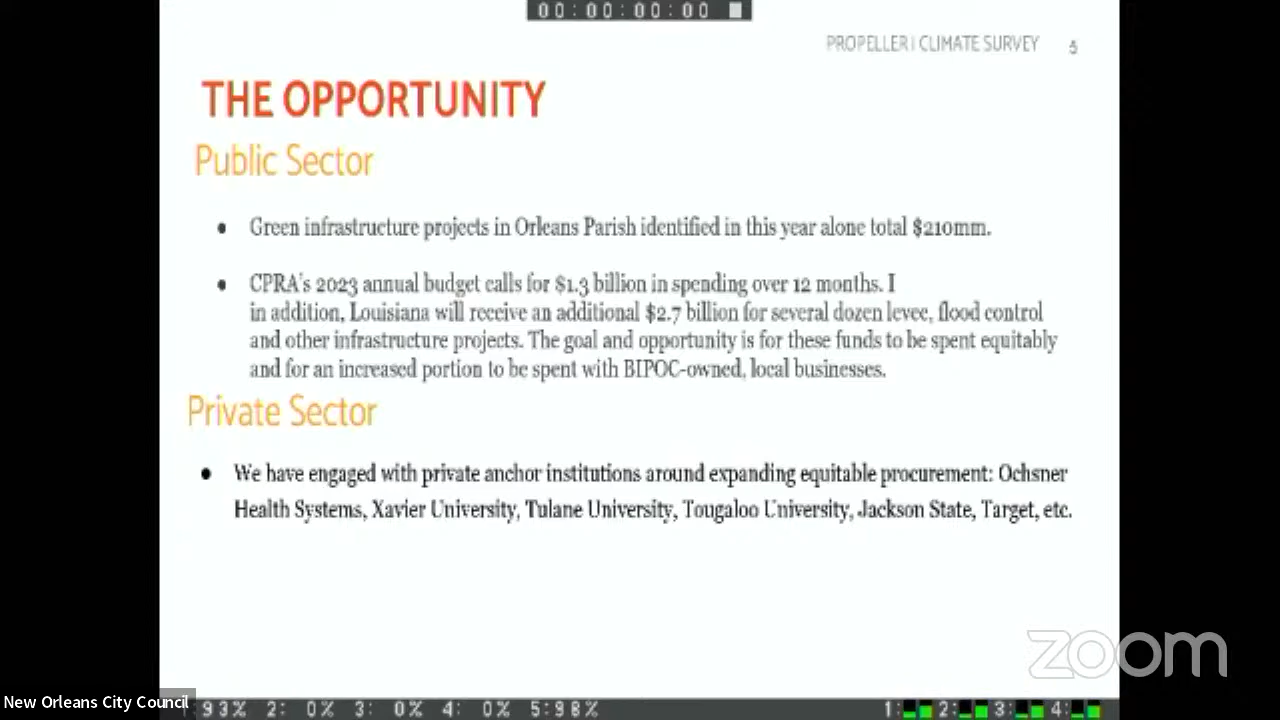 00:00:00:00
PROPELLER | CLIMATE SURVEY 5
THE OPPORTUNITY
Public Sector
• Green infrastructure projects in Orleans Parish identified in this year alone total $210mm.
• CPRA's 2023 annual budget calls for $1.3 billion in spending over 12 months. I
in addition, Louisiana will receive an additional $2.7 billion for several dozen levee, flood control
and other infrastructure projects. The goal and opportunity is for these funds to be spent equitably
and for an increased portion to be spent with BIPOC-owned, local businesses.
Private Sector
• We have engaged with private anchor institutions around expanding equitable procurement: Ochsner
Health Systems, Xavier University, Tulane University, Tougaloo University, Jackson State, Target, etc.
zoom
New Orleans City Council
:93% 2: 0% 3: 0% 4: 0% 5:98% 1: 2: 3: 4: